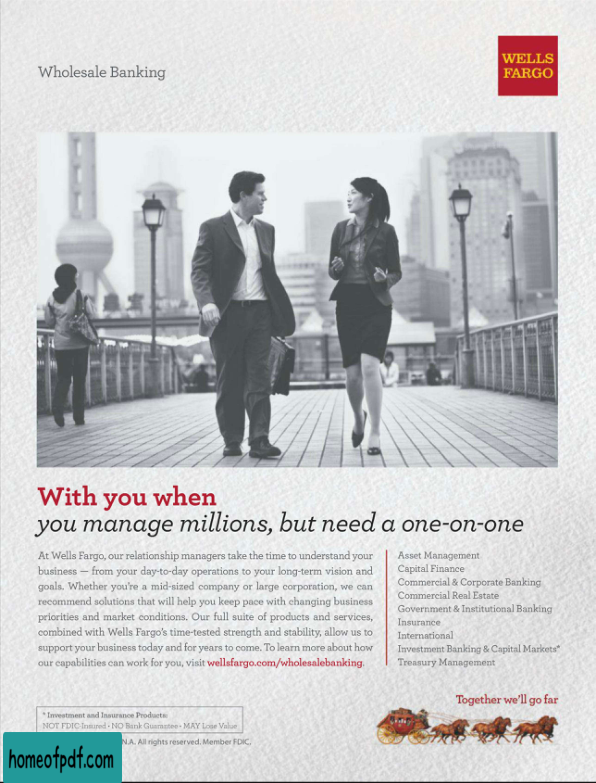 Wholesale Banking
WELLS
FARGO
With you when
you manage millions, but need a one-on-one
At Wells Fargo, our relationship managers take the time to understand your
business — from your day-to-day operations to your long-term vision and
goals. Whether you're a mid-sized company or large corporation, we can
recommend solutions that will help you keep pace with changing business
priorities and market conditions. Our full suite of products and services,
combined with Wells Fargo's time-tested strength and stability, allow us to
support your business today and for years to come. To learn more about how
our capabilities can work for you, visit wellsfargo.com/wholesalebanking.
Asset Management
Capital Finance
Commercial & Corporate Banking
Commercial Real Estate
Government & Institutional Banking
Insurance
International
Investment Banking & Capital Markets*
Treasury Management
Together we'll go far
* Investment and Insurance Products:
NOT FDIC-Insured • NO Bank Guarantee • MAY Lose Value
N.A. All rights reserved. Member FDIC.
homeofpdf.com